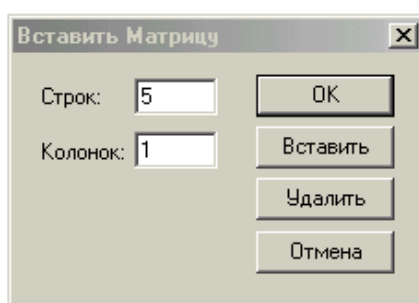 Вставить Матрицу
Строк: 5 OK
Колонок: 1 Вставить
Удалить
Отмена